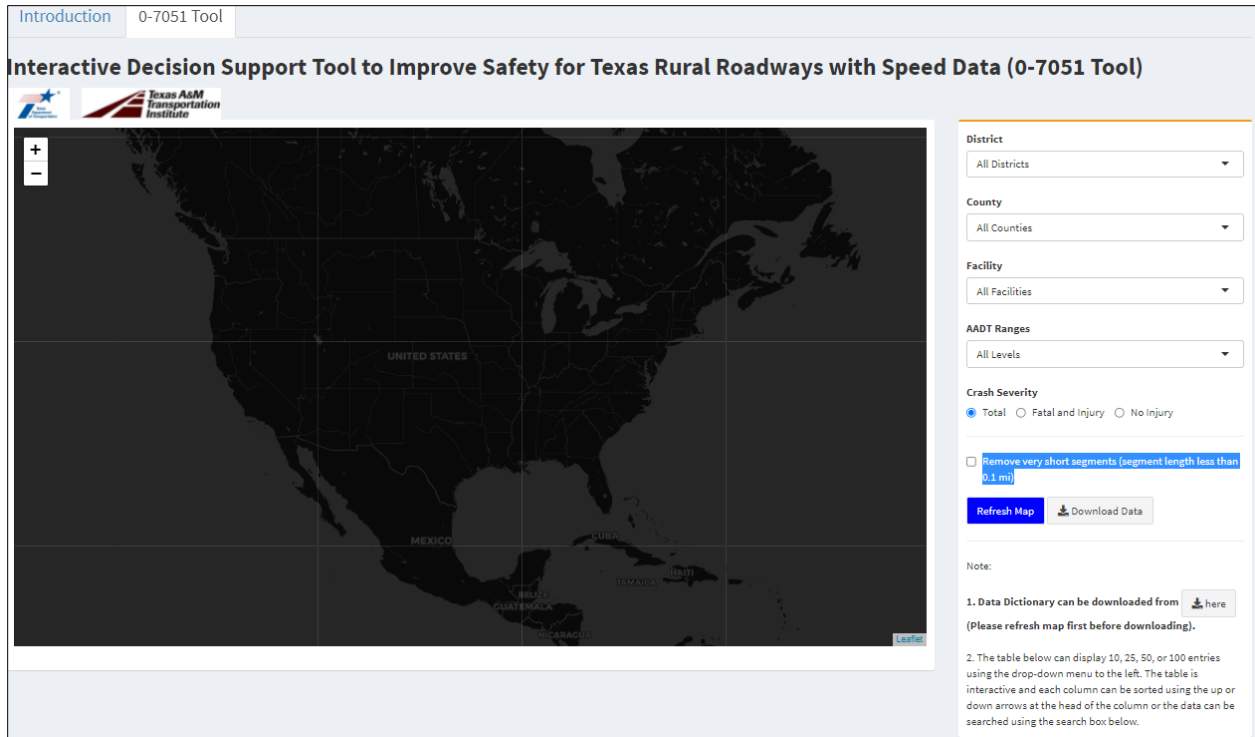 Introduction
0-7051 Tool
Interactive Decision Support Tool to Improve Safety for Texas Rural Roadways with Speed Data (0-7051 Tool)
Texas A&M
Transportation
Institute
+
−
UNITED STATES
MEXICO
CUBA
HAITI
JAMAICA
BELIZE
GUATEMALA
NICARAGUA
Leaflet
District
All Districts
County
All Counties
Facility
All Facilities
AADT Ranges
All Levels
Crash Severity
Total Fatal and Injury No Injury
Remove very short segments (segment length less than
0.1 mi)
Refresh Map Download Data
Note:
1. Data Dictionary can be downloaded from here
(Please refresh map first before downloading).
2. The table below can display 10, 25, 50, or 100 entries
using the drop-down menu to the left. The table is
interactive and each column can be sorted using the up or
down arrows at the head of the column or the data can be
searched using the search box below.